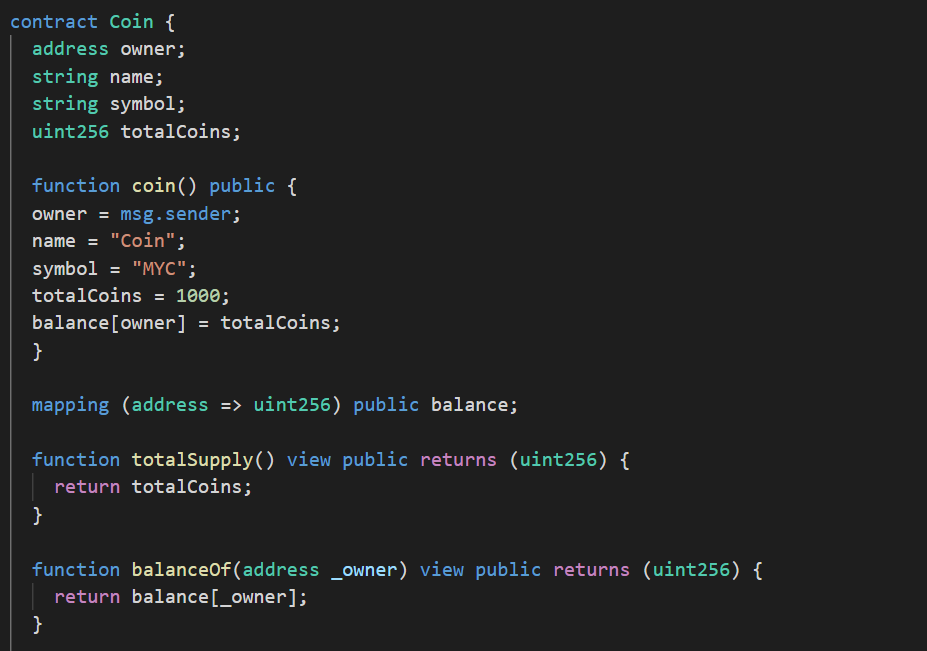 contract Coin {
address owner;
string name;
string symbol;
uint256 totalCoins;
function coin() public {
owner = msg.sender;
name = "Coin";
symbol = "MYC";
totalCoins = 1000;
balance[owner] = totalCoins;
}
mapping (address => uint256) public balance;
function totalSupply() view public returns (uint256) {
return totalCoins;
}
function balanceOf(address _owner) view public returns (uint256) {
return balance[_owner];
}